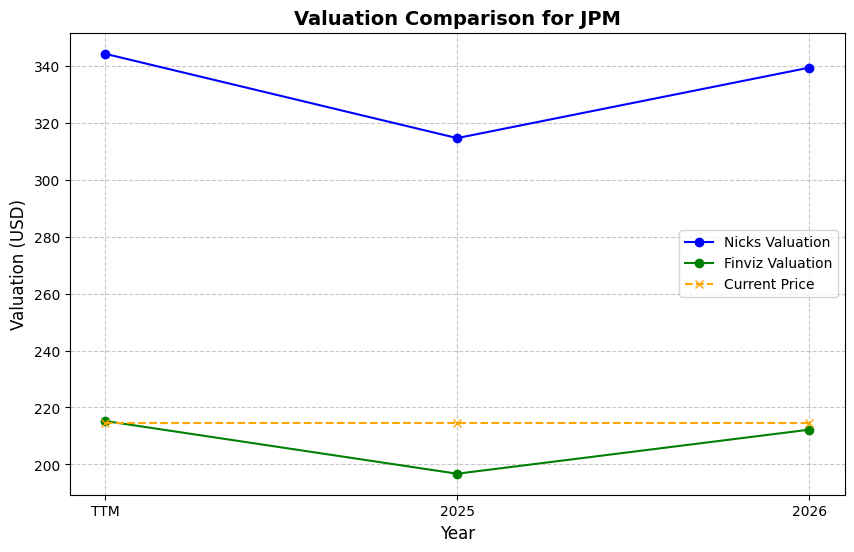 Valuation Comparison for JPM
Valuation (USD)
340
320
300
280
260
240
220
200
Nicks Valuation
Finviz Valuation
Current Price
TTM
2025
2026
Year